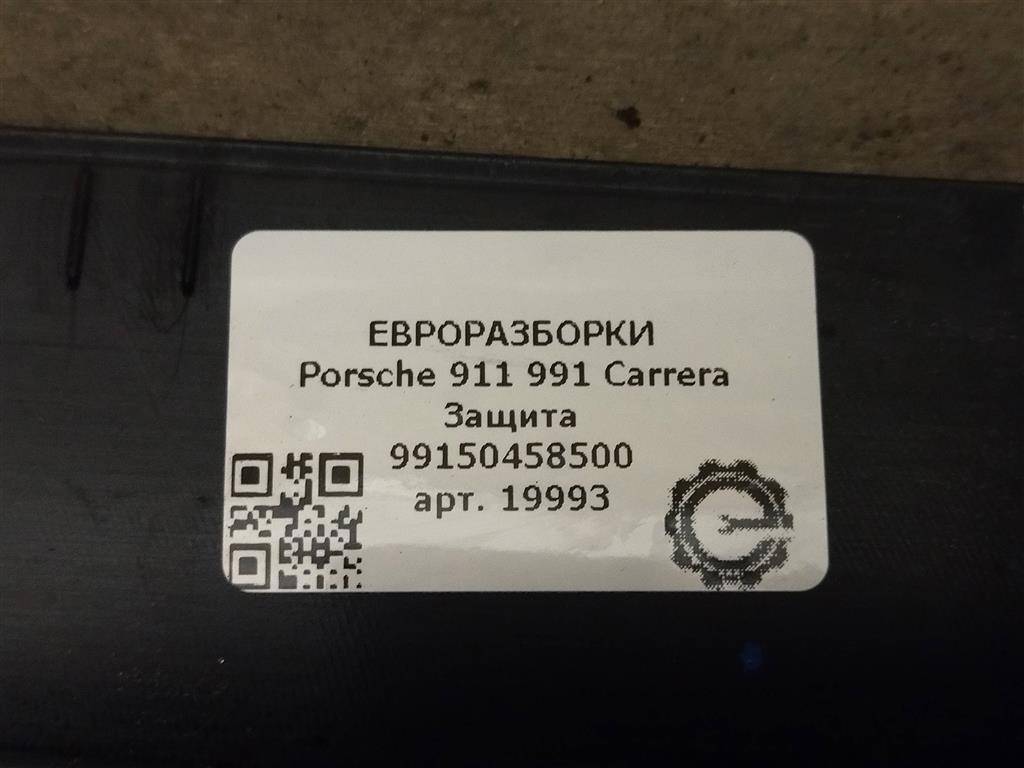 ЕВРОРАЗБОРКИ
Porsche 911 991 Carrera
Защита
99150458500
арт. 19993